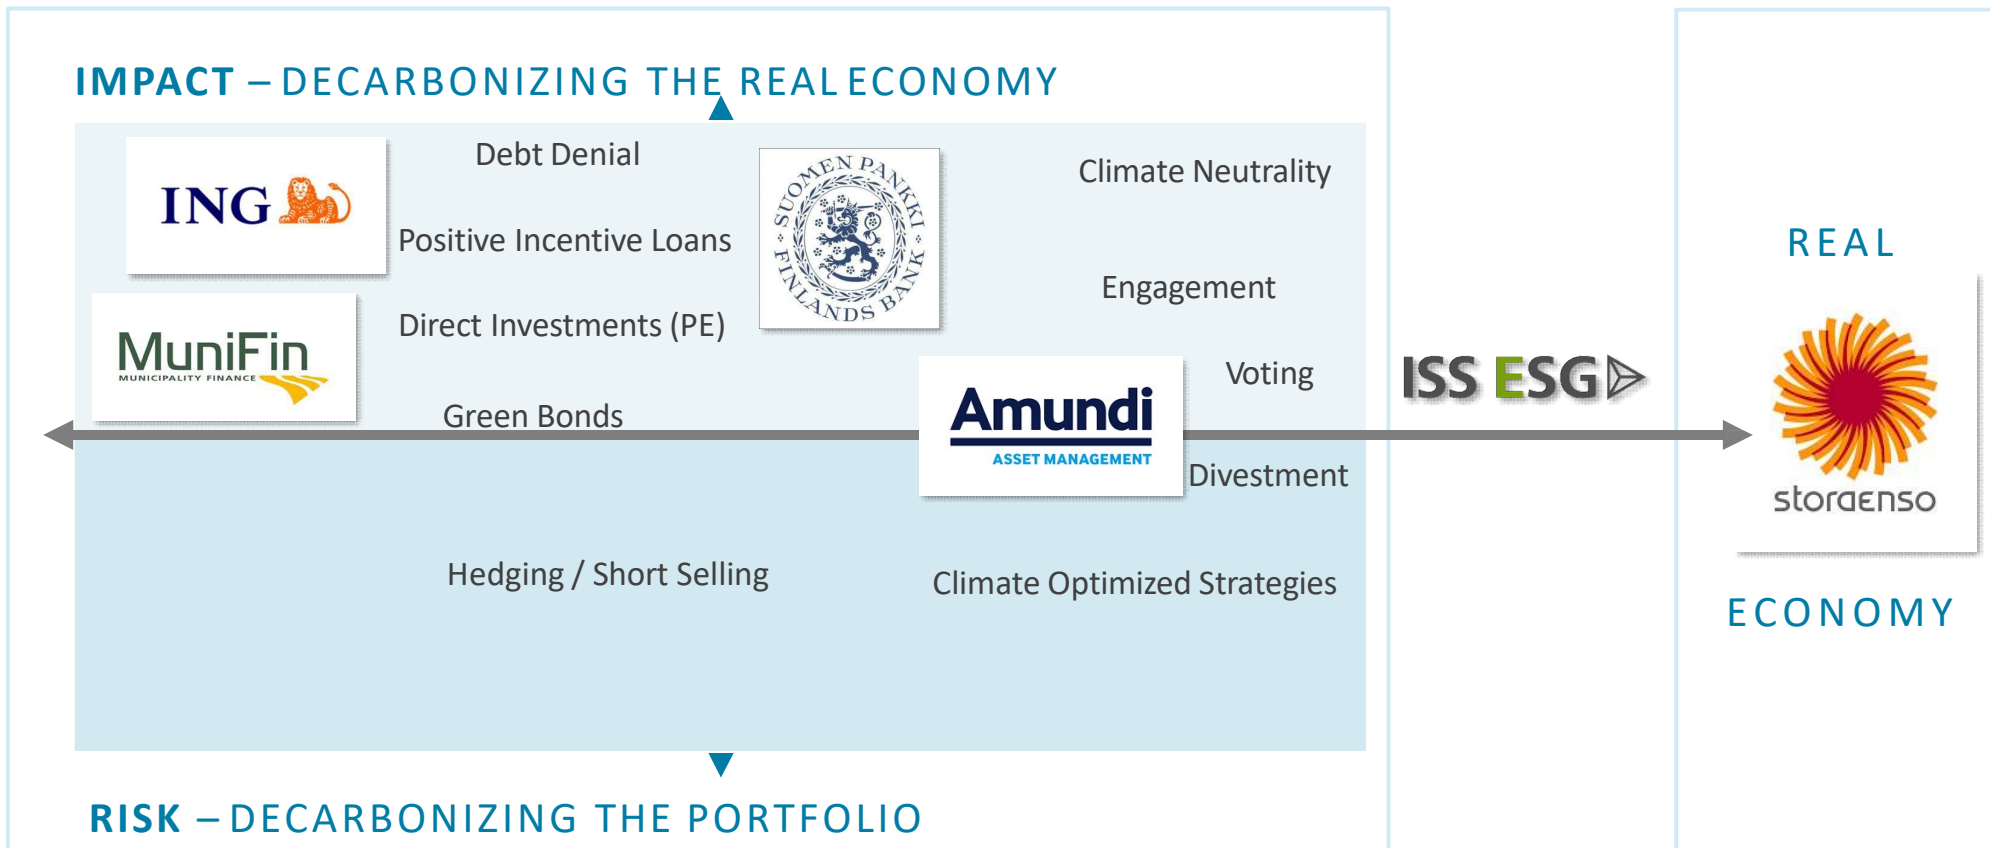 IMPACT – DECARBONIZING THE REAL ECONOMY
ING
Debt Denial
SUOMEN PANKKI • FINLANDS BANK •
Climate Neutrality
Positive Incentive Loans
REAL
Engagement
MuniFin
MUNICIPALITY FINANCE
Direct Investments (PE)
Voting
ISS ESG
Green Bonds
Amundi
ASSET MANAGEMENT
Divestment
storaenso
Hedging / Short Selling
Climate Optimized Strategies
ECONOMY
RISK – DECARBONIZING THE PORTFOLIO